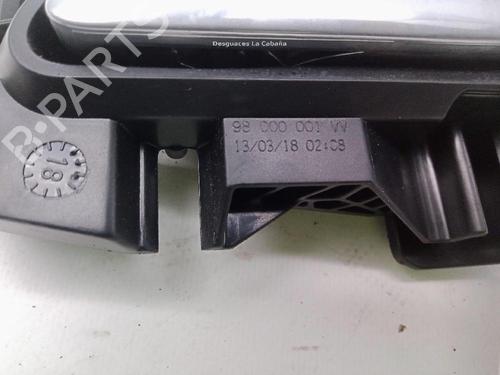 Desguaces La Cabaña
B-PARTS
98 000 001 VV
13/03/18 02:08
18